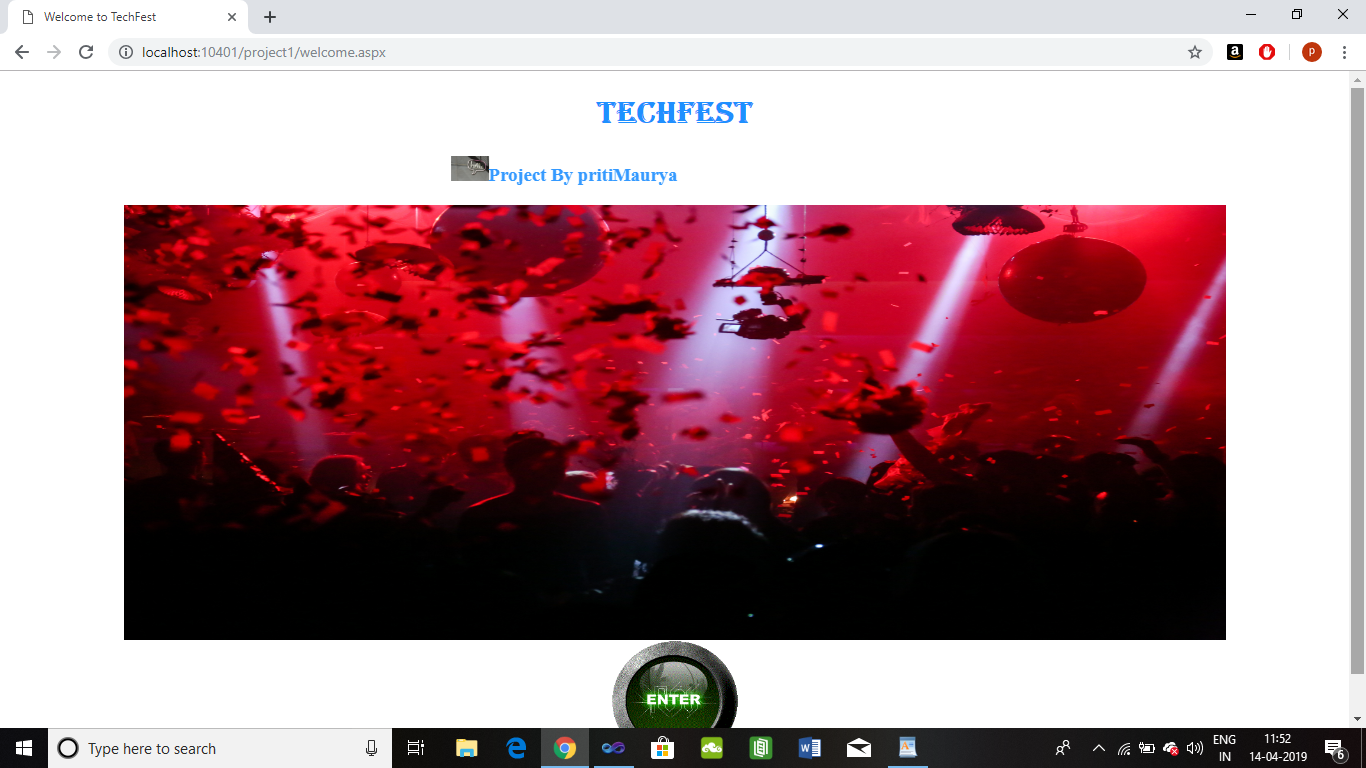 Welcome to TechFest
localhost:10401/project1/welcome.aspx
p
TECHFEST
Project By pritiMaurya
ENTER
Type here to search
ENG
IN
11:52
14-04-2019
6